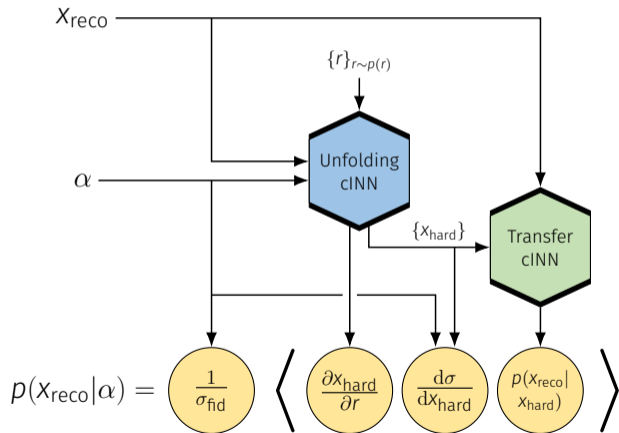 x_reco
{r}_{r∼p(r)}
Unfolding
cINN
α
{x_hard}
Transfer
cINN
p(x_reco|α) = 1/σ_fid ⟨ ∂x_hard/∂r dσ/dx_hard p(x_reco| x_hard) ⟩